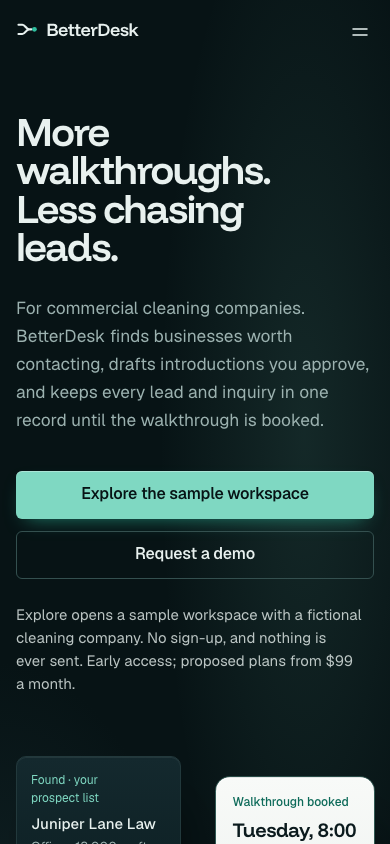 BetterDesk
More
walkthroughs.
Less chasing
leads.
For commercial cleaning companies.
BetterDesk finds businesses worth
contacting, drafts introductions you approve,
and keeps every lead and inquiry in one
record until the walkthrough is booked.
Explore the sample workspace
Request a demo
Explore opens a sample workspace with a fictional
cleaning company. No sign-up, and nothing is
ever sent. Early access; proposed plans from $99
a month.
Found · your
prospect list
Juniper Lane Law
Walkthrough booked
Tuesday, 8:00